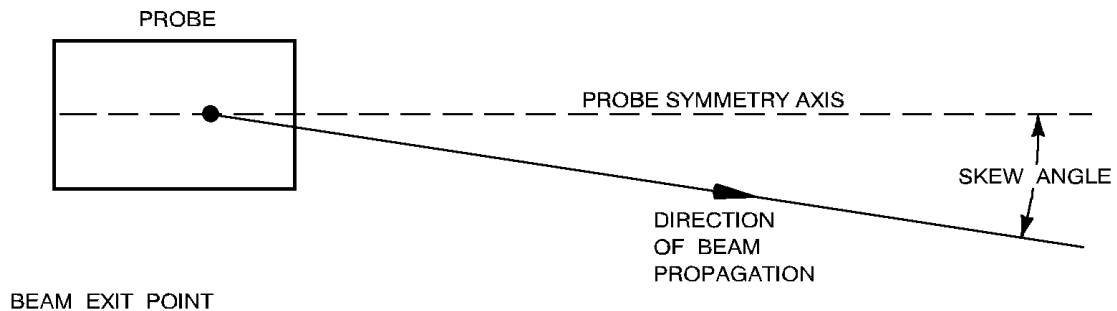 PROBE
PROBE SYMMETRY AXIS
SKEW ANGLE
DIRECTION
OF BEAM
PROPAGATION
BEAM EXIT POINT